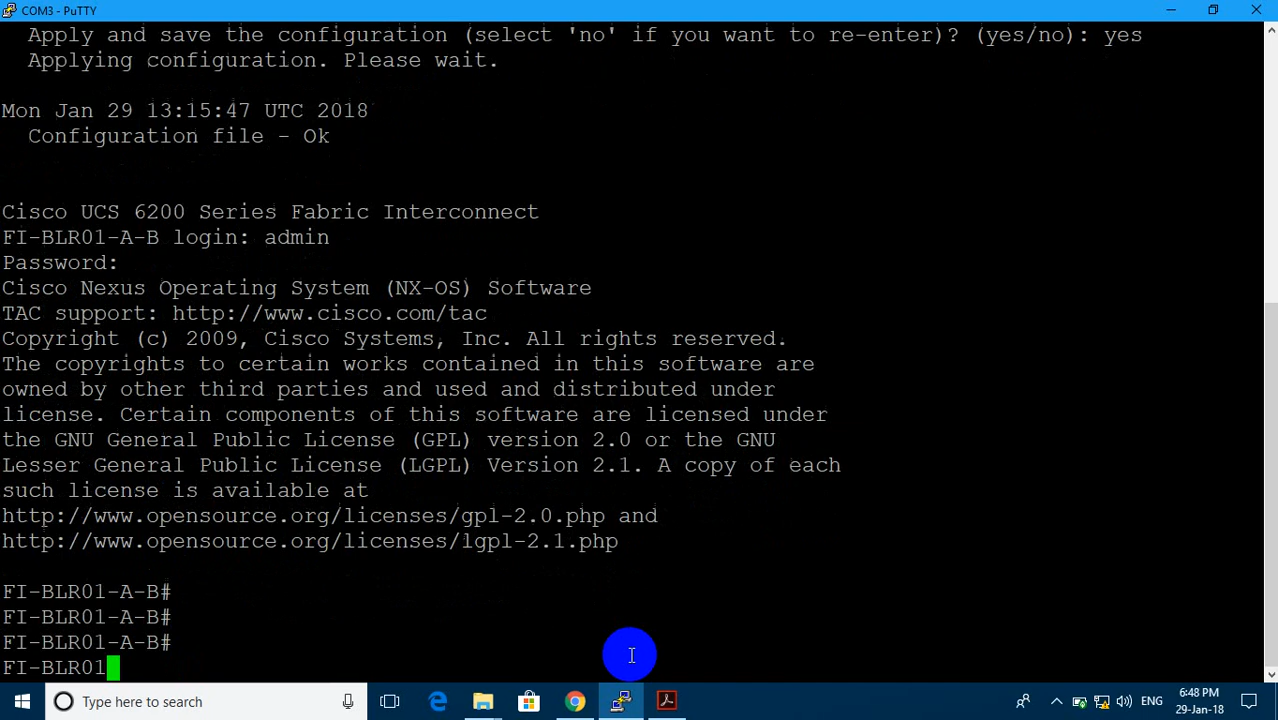 COM3 - PuTTY
Apply and save the configuration (select 'no' if you want to re-enter)? (yes/no): yes
Applying configuration. Please wait.
Mon Jan 29 13:15:47 UTC 2018
Configuration file - Ok
Cisco UCS 6200 Series Fabric Interconnect
FI-BLR01-A-B login: admin
Password:
Cisco Nexus Operating System (NX-OS) Software
TAC support: http://www.cisco.com/tac
Copyright (c) 2009, Cisco Systems, Inc. All rights reserved.
The copyrights to certain works contained in this software are
owned by other third parties and used and distributed under
license. Certain components of this software are licensed under
the GNU General Public License (GPL) version 2.0 or the GNU
Lesser General Public License (LGPL) Version 2.1. A copy of each
such license is available at
http://www.opensource.org/licenses/gpl-2.0.php and
http://www.opensource.org/licenses/lgpl-2.1.php
FI-BLR01-A-B#
FI-BLR01-A-B#
FI-BLR01-A-B#
FI-BLR01
Type here to search
ENG
6:48 PM
29-Jan-18